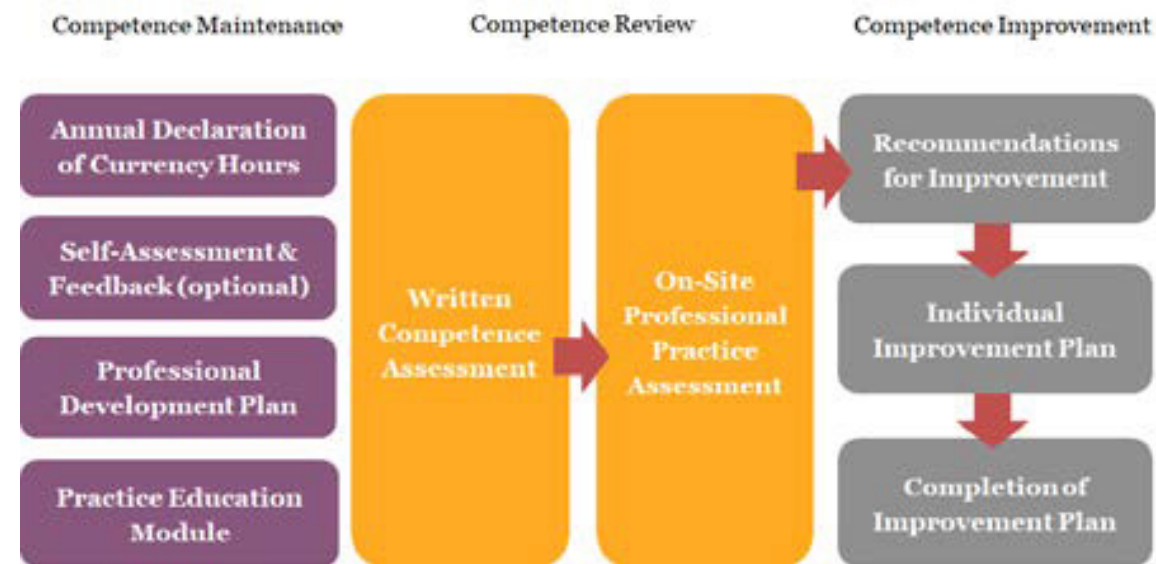 Competence Maintenance
Competence Review
Competence Improvement
Annual Declaration
of Currency Hours
Self-Assessment &
Feedback (optional)
Professional
Development Plan
Practice Education
Module
Written
Competence
Assessment
On-Site
Professional
Practice
Assessment
Recommendations
for Improvement
Individual
Improvement Plan
Completion of
Improvement Plan